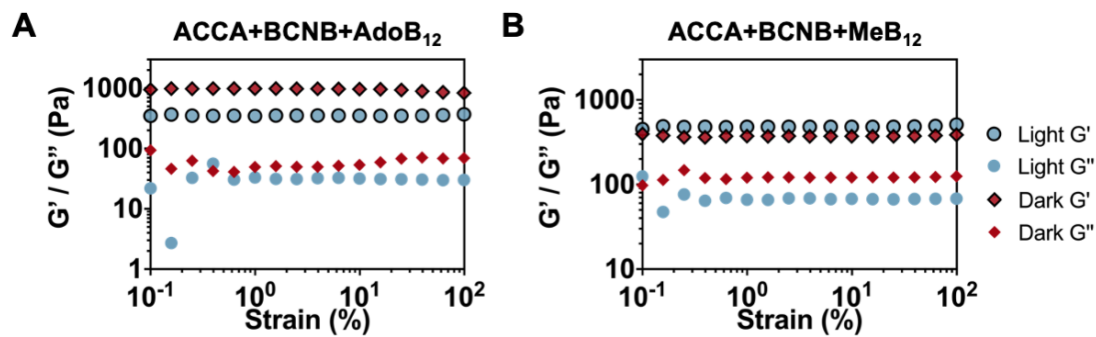 A
ACCA+BCNB+AdoB12
G' / G'' (Pa)
1000
100
10
1
10-1
100
101
102
Strain (%)
B
ACCA+BCNB+MeB12
G' / G'' (Pa)
1000
100
10
10-1
100
101
102
Strain (%)
Light G'
Light G"
Dark G'
Dark G"